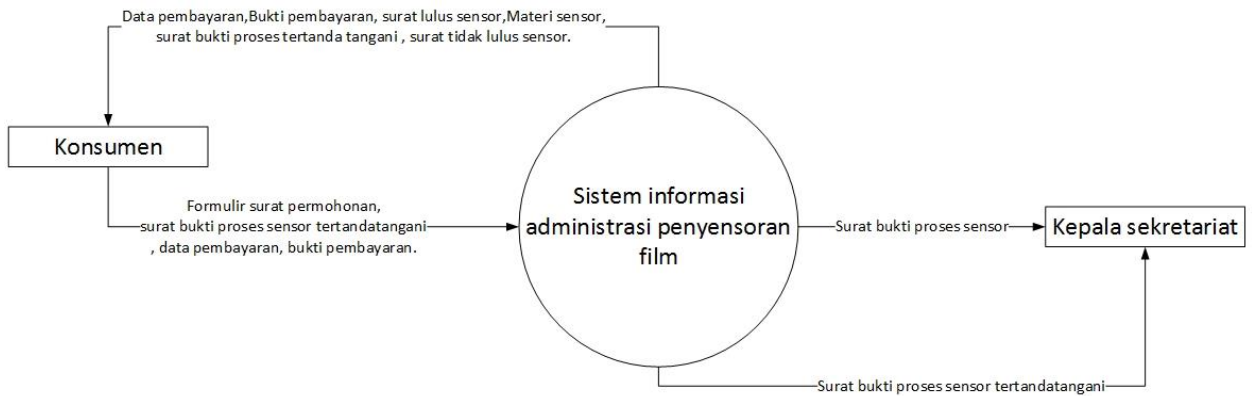 Data pembayaran,Bukti pembayaran, surat lulus sensor,Materi sensor,
surat bukti proses tertanda tangani , surat tidak lulus sensor.
Konsumen
Formulir surat permohonan,
surat bukti proses sensor tertandatangani
, data pembayaran, bukti pembayaran.
Sistem informasi
administrasi penyensoran
film
Surat bukti proses sensor
Kepala sekretariat
Surat bukti proses sensor tertandatangani